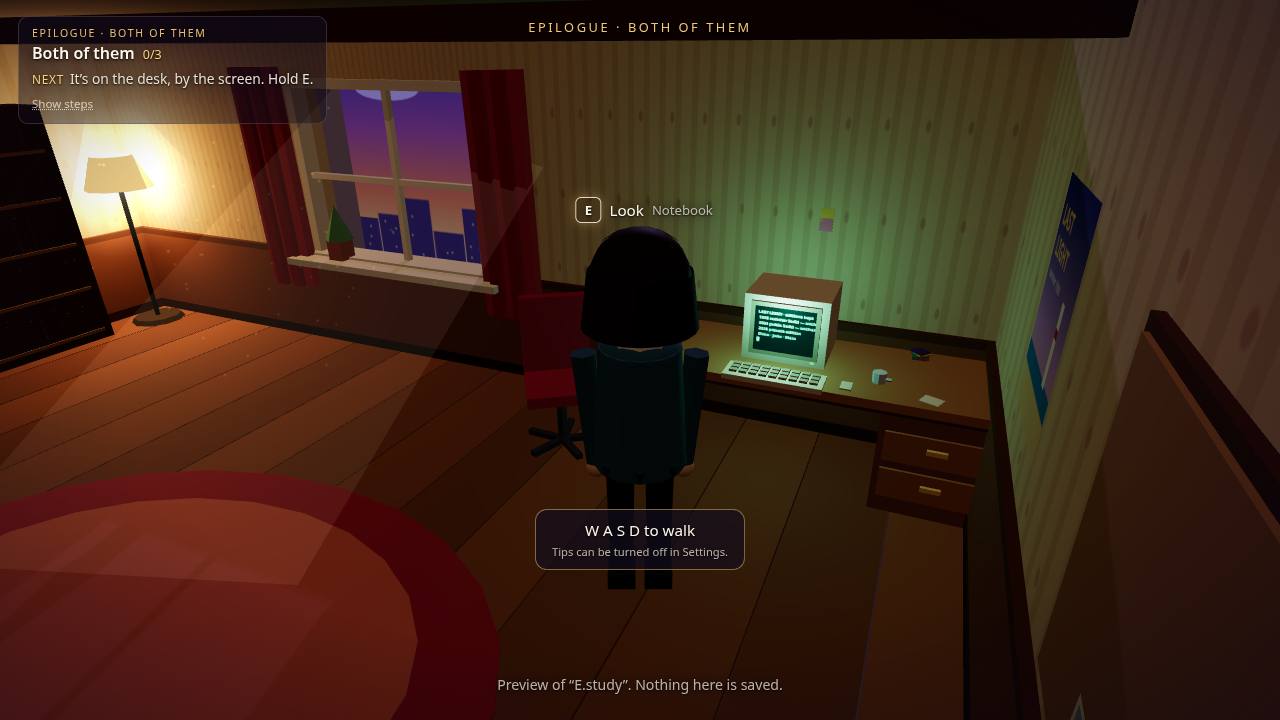 EPILOGUE · BOTH OF THEM
EPILOGUE · BOTH OF THEM
Both of them 0/3
NEXT It's on the desk, by the screen. Hold E.
Show steps
E Look Notebook
LAST LIGHT
W A S D to walk
Tips can be turned off in Settings.
Preview of “E.study”. Nothing here is saved.